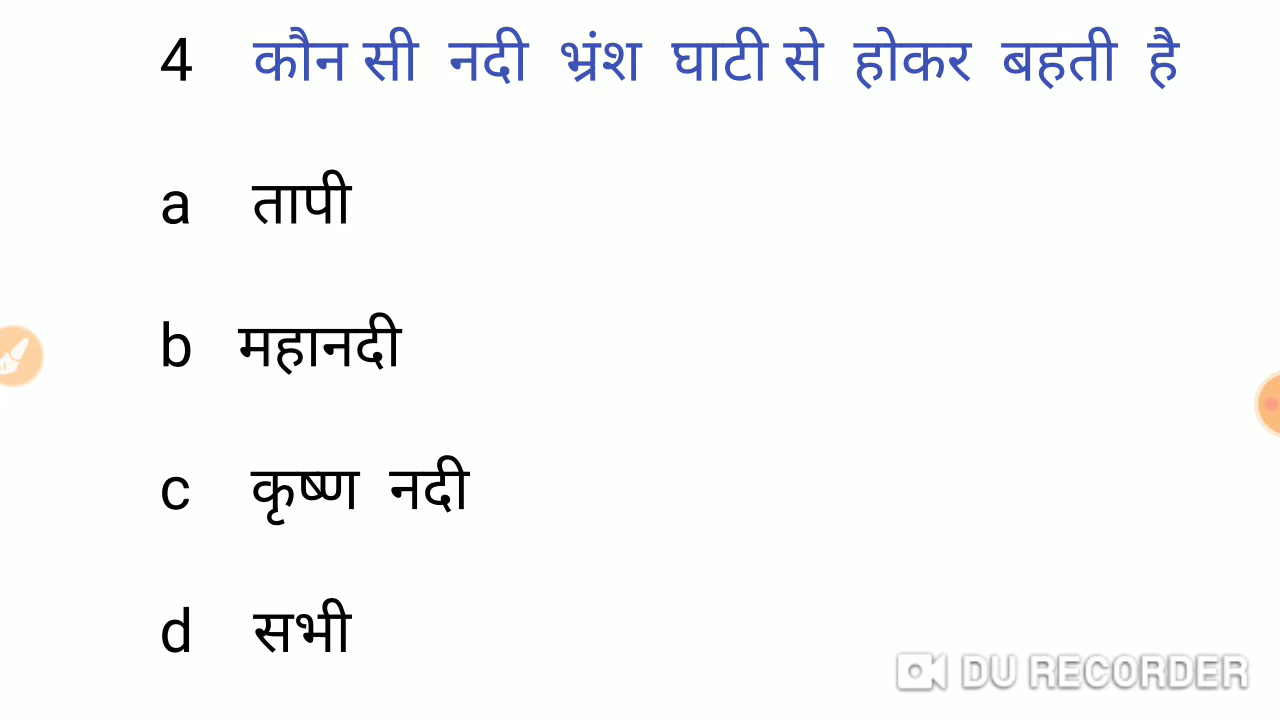 4 कौन सी नदी भ्रंश घाटी से होकर बहती है
a तापी
b महानदी
c कृष्ण नदी
d सभी
DU RECORDER